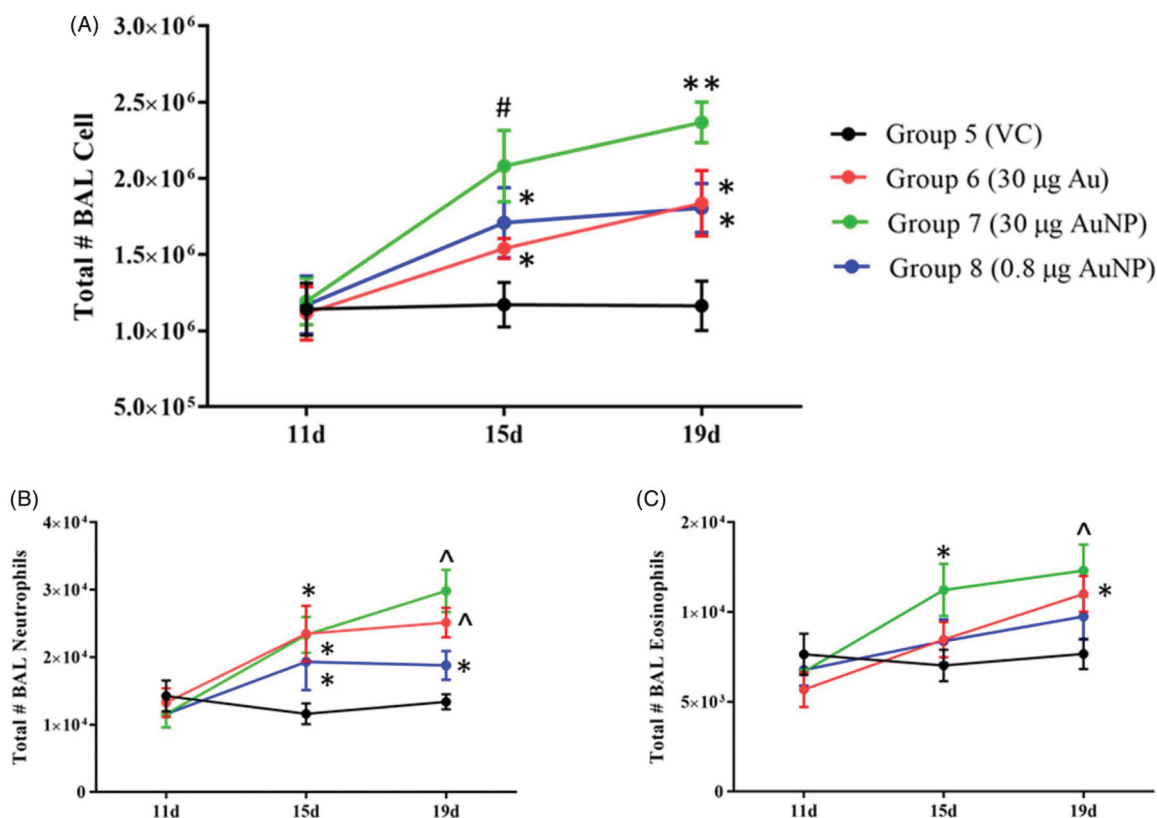 (A)
Total # BAL Cell
3.0×10⁶
2.5×10⁶
2.0×10⁶
1.5×10⁶
1.0×10⁶
5.0×10⁵
#
**
*
*
*
*
11d
15d
19d
Group 5 (VC)
Group 6 (30 µg Au)
Group 7 (30 µg AuNP)
Group 8 (0.8 µg AuNP)
(B)
Total # BAL Neutrophils
4×10⁴
3×10⁴
2×10⁴
1×10⁴
0
*
*
*
^
^
*
11d
15d
19d
(C)
Total # BAL Eosinophils
2×10⁴
1×10⁴
5×10³
0
*
^
*
11d
15d
19d